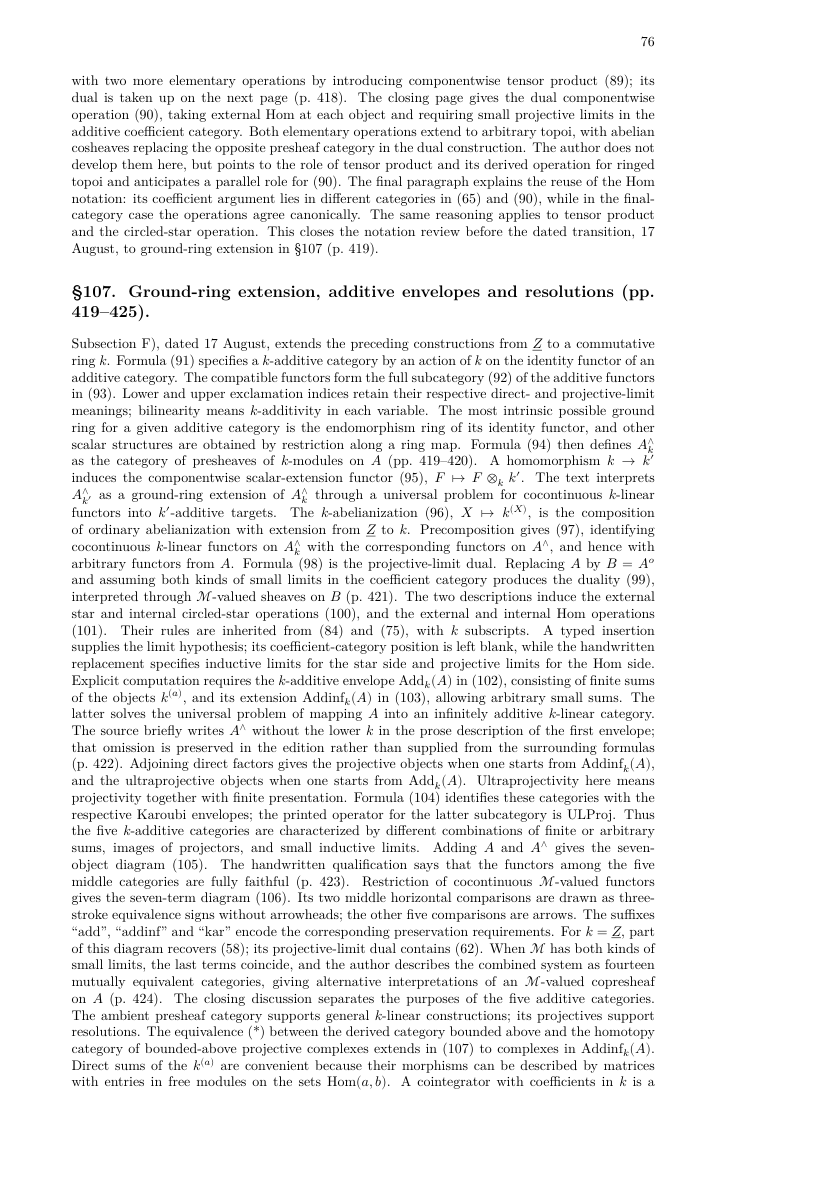 76
with two more elementary operations by introducing componentwise tensor product (89); its
dual is taken up on the next page (p. 418). The closing page gives the dual componentwise
operation (90), taking external Hom at each object and requiring small projective limits in the
additive coefficient category. Both elementary operations extend to arbitrary topoi, with abelian
cosheaves replacing the opposite presheaf category in the dual construction. The author does not
develop them here, but points to the role of tensor product and its derived operation for ringed
topoi and anticipates a parallel role for (90). The final paragraph explains the reuse of the Hom
notation: its coefficient argument lies in different categories in (65) and (90), while in the final-
category case the operations agree canonically. The same reasoning applies to tensor product
and the circled-star operation. This closes the notation review before the dated transition, 17
August, to ground-ring extension in §107 (p. 419).
§107. Ground-ring extension, additive envelopes and resolutions (pp.
419–425).
Subsection F), dated 17 August, extends the preceding constructions from Z to a commutative
ring k. Formula (91) specifies a k-additive category by an action of k on the identity functor of an
additive category. The compatible functors form the full subcategory (92) of the additive functors
in (93). Lower and upper exclamation indices retain their respective direct- and projective-limit
meanings; bilinearity means k-additivity in each variable. The most intrinsic possible ground
ring for a given additive category is the endomorphism ring of its identity functor, and other
scalar structures are obtained by restriction along a ring map. Formula (94) then defines A^∧_k
as the category of presheaves of k-modules on A (pp. 419–420). A homomorphism k → k′
induces the componentwise scalar-extension functor (95), F ↦ F ⊗_k k′. The text interprets
A^∧_k′ as a ground-ring extension of A^∧_k through a universal problem for cocontinuous k-linear
functors into k′-additive targets. The k-abelianization (96), X ↦ k^(X), is the composition
of ordinary abelianization with extension from Z to k. Precomposition gives (97), identifying
cocontinuous k-linear functors on A^∧_k with the corresponding functors on A^∧, and hence with
arbitrary functors from A. Formula (98) is the projective-limit dual. Replacing A by B = A^o
and assuming both kinds of small limits in the coefficient category produces the duality (99),
interpreted through ℳ-valued sheaves on B (p. 421). The two descriptions induce the external
star and internal circled-star operations (100), and the external and internal Hom operations
(101). Their rules are inherited from (84) and (75), with k subscripts. A typed insertion
supplies the limit hypothesis; its coefficient-category position is left blank, while the handwritten
replacement specifies inductive limits for the star side and projective limits for the Hom side.
Explicit computation requires the k-additive envelope Add_k(A) in (102), consisting of finite sums
of the objects k^(a), and its extension Addinf_k(A) in (103), allowing arbitrary small sums. The
latter solves the universal problem of mapping A into an infinitely additive k-linear category.
The source briefly writes A^∧ without the lower k in the prose description of the first envelope;
that omission is preserved in the edition rather than supplied from the surrounding formulas
(p. 422). Adjoining direct factors gives the projective objects when one starts from Addinf_k(A),
and the ultraprojective objects when one starts from Add_k(A). Ultraprojectivity here means
projectivity together with finite presentation. Formula (104) identifies these categories with the
respective Karoubi envelopes; the printed operator for the latter subcategory is ULProj. Thus
the five k-additive categories are characterized by different combinations of finite or arbitrary
sums, images of projectors, and small inductive limits. Adding A and A^∧ gives the seven-
object diagram (105). The handwritten qualification says that the functors among the five
middle categories are fully faithful (p. 423). Restriction of cocontinuous ℳ-valued functors
gives the seven-term diagram (106). Its two middle horizontal comparisons are drawn as three-
stroke equivalence signs without arrowheads; the other five comparisons are arrows. The suffixes
“add”, “addinf” and “kar” encode the corresponding preservation requirements. For k = Z, part
of this diagram recovers (58); its projective-limit dual contains (62). When ℳ has both kinds of
small limits, the last terms coincide, and the author describes the combined system as fourteen
mutually equivalent categories, giving alternative interpretations of an ℳ-valued copresheaf
on A (p. 424). The closing discussion separates the purposes of the five additive categories.
The ambient presheaf category supports general k-linear constructions; its projectives support
resolutions. The equivalence (*) between the derived category bounded above and the homotopy
category of bounded-above projective complexes extends in (107) to complexes in Addinf_k(A).
Direct sums of the k^(a) are convenient because their morphisms can be described by matrices
with entries in free modules on the sets Hom(a, b). A cointegrator with coefficients in k is a